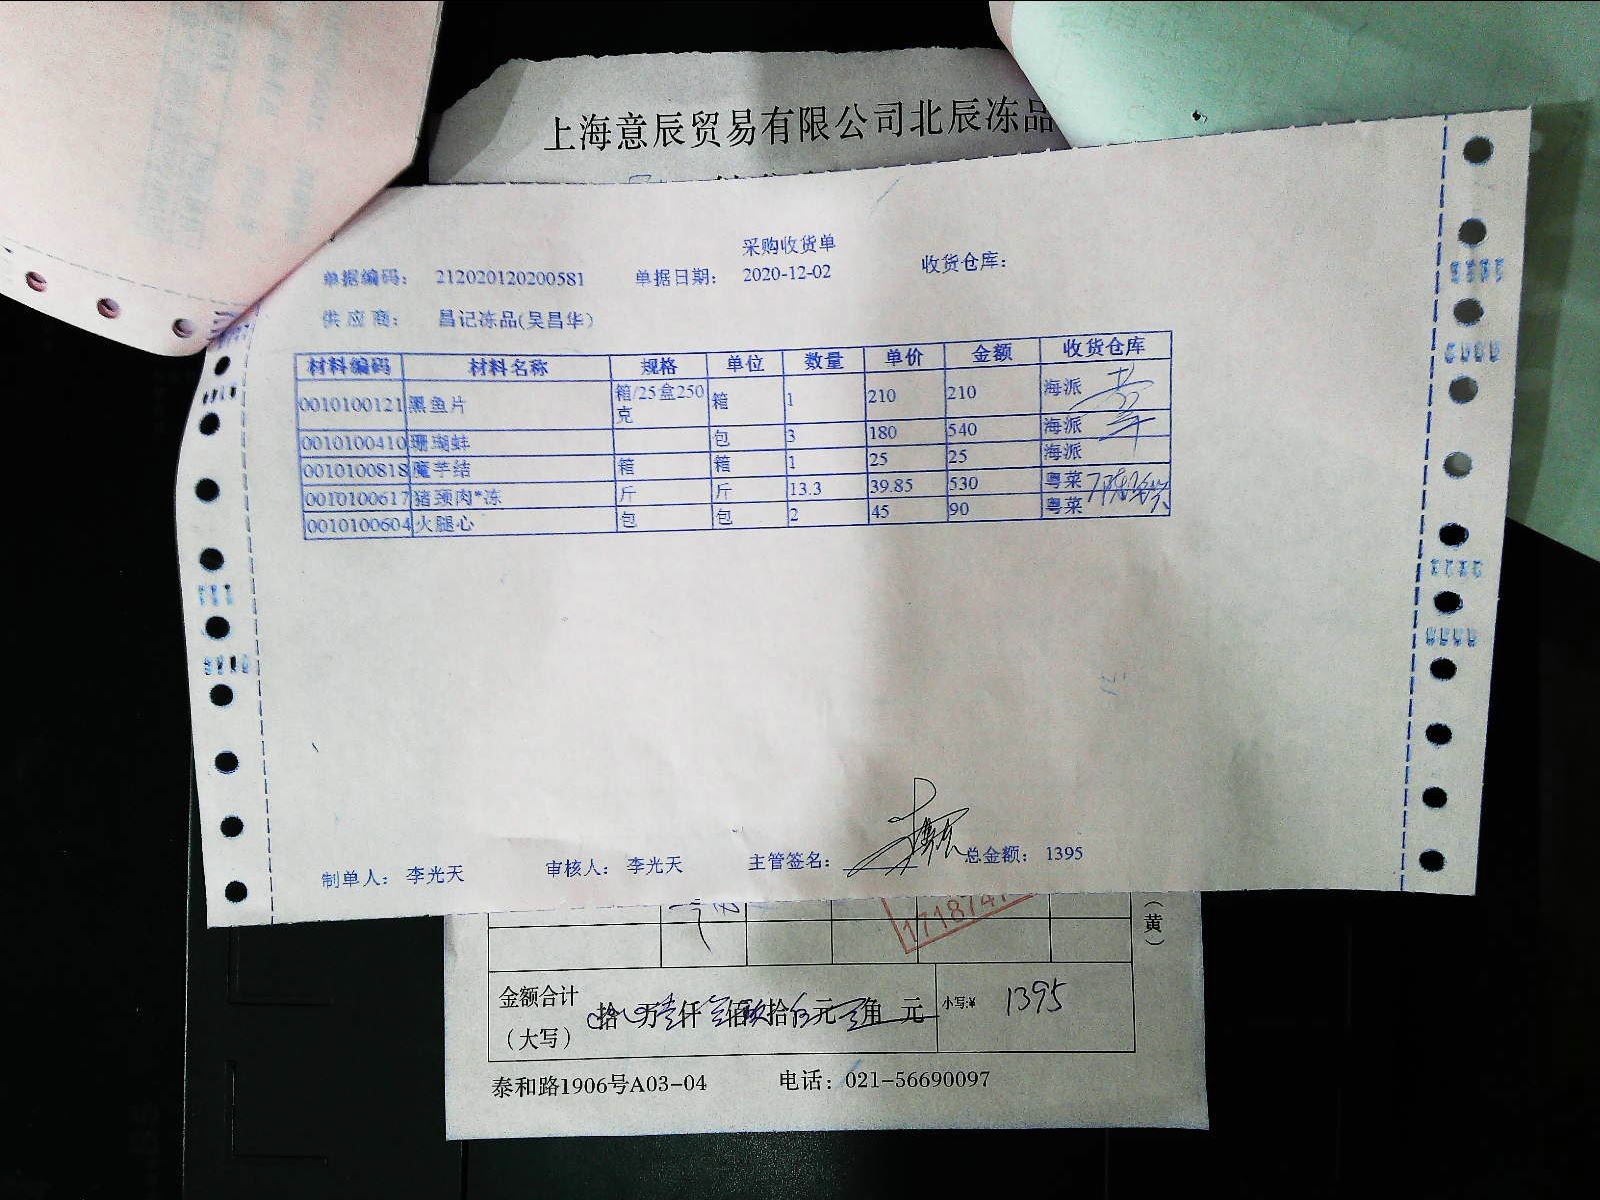 上海意辰贸易有限公司北辰冻品
采购收货单
单据编码： 212020120200581 单据日期： 2020-12-02 收货仓库：
供应商： 昌记冻品(吴昌华)
材料编码 材料名称 规格 单位 数量 单价 金额 收货仓库
0010100121 黑鱼片 箱/25盒250克 箱 1 210 210 海派
0010100410 珊瑚蚌 包 3 180 540 海派
0010100818 魔芋结 箱 箱 1 25 25 海派
0010100617 猪颈肉*冻 斤 斤 13.3 39.85 530 粤菜
0010100604 火腿心 包 包 2 45 90 粤菜
制单人： 李光天 审核人： 李光天 主管签名： 总金额： 1395
（黄）
金额合计
（大写）
拾 万 仟 佰 拾 元 角 元 小写:¥ 1395
泰和路1906号A03-04 电话：021-56690097